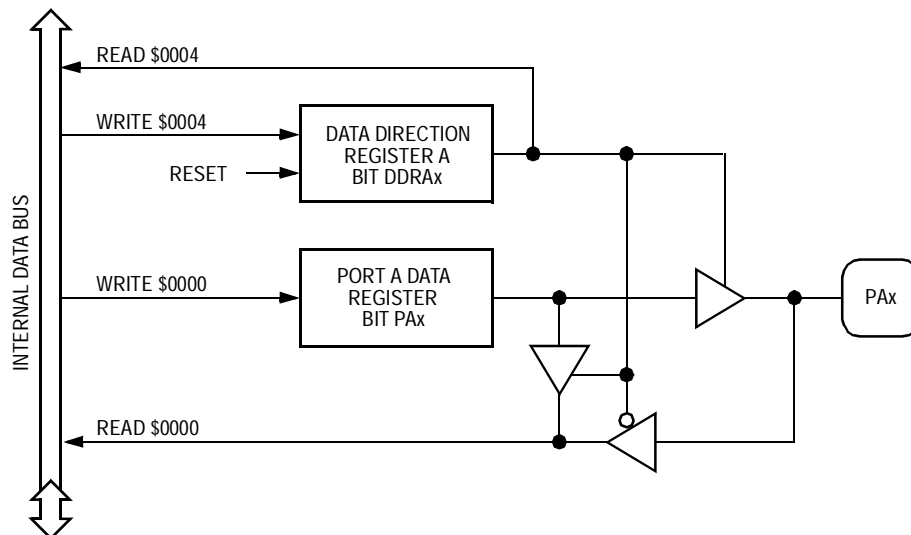 READ $0004
WRITE $0004
DATA DIRECTION
REGISTER A
BIT DDRAx
RESET
INTERNAL DATA BUS
WRITE $0000
PORT A DATA
REGISTER
BIT PAx
PAx
READ $0000